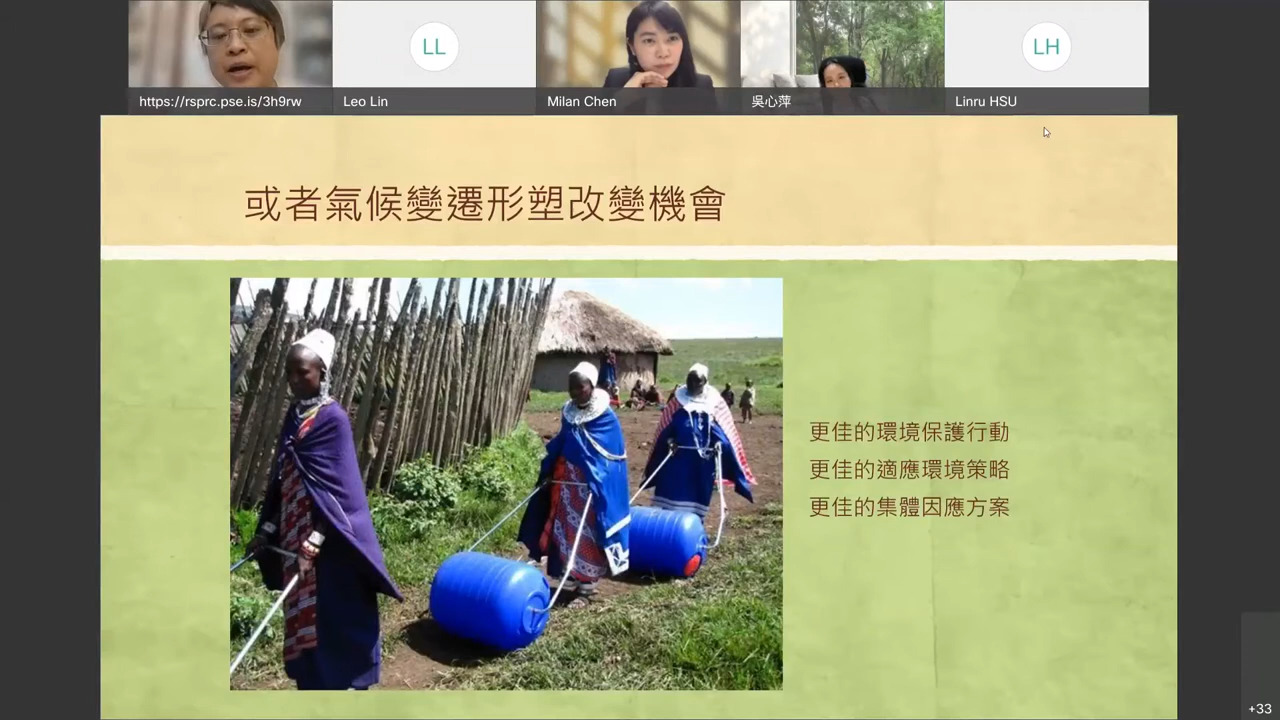 LL
LH
https://rsprc.pse.is/3h9rw
Leo Lin
Milan Chen
吳心萍
Linru HSU
或者氣候變遷形塑改變機會
更佳的環境保護行動
更佳的適應環境策略
更佳的集體因應方案
+33